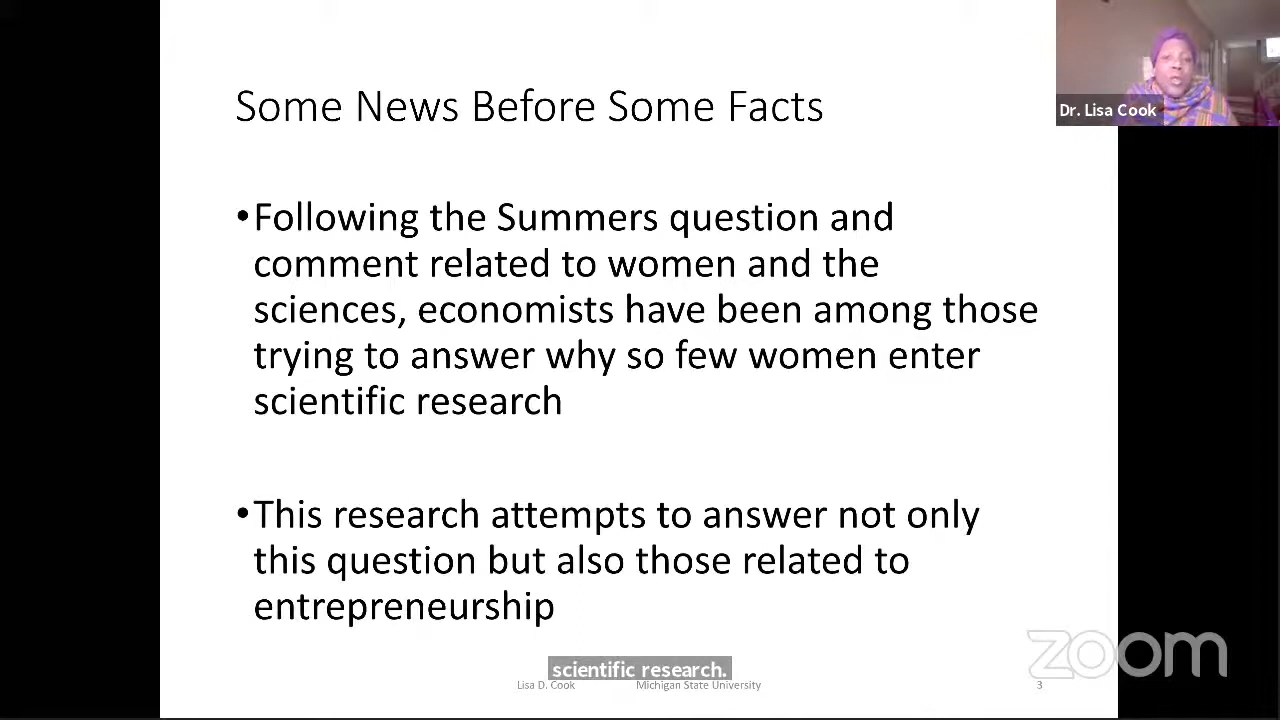 Some News Before Some Facts
Dr. Lisa Cook
•Following the Summers question and
comment related to women and the
sciences, economists have been among those
trying to answer why so few women enter
scientific research
•This research attempts to answer not only
this question but also those related to
entrepreneurship
zoom
scientific research.
Lisa D. Cook Michigan State University 3